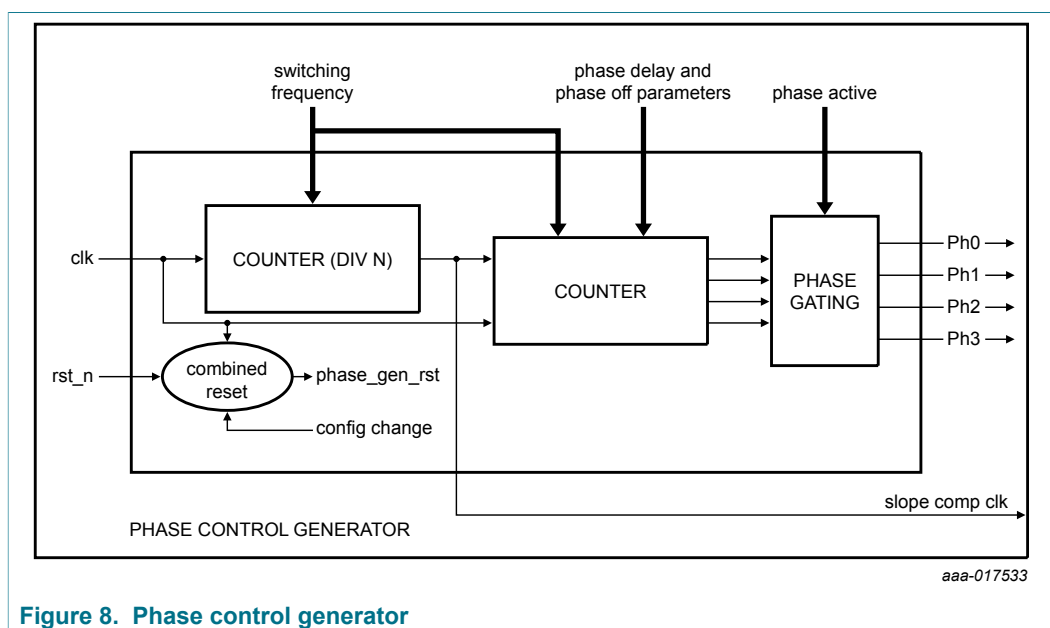 switching
frequency
phase delay and
phase off parameters
phase active
clk
COUNTER (DIV N)
COUNTER
PHASE
GATING
Ph0
Ph1
Ph2
Ph3
rst_n
combined
reset
phase_gen_rst
config change
slope comp clk
PHASE CONTROL GENERATOR
aaa-017533
Figure 8. Phase control generator